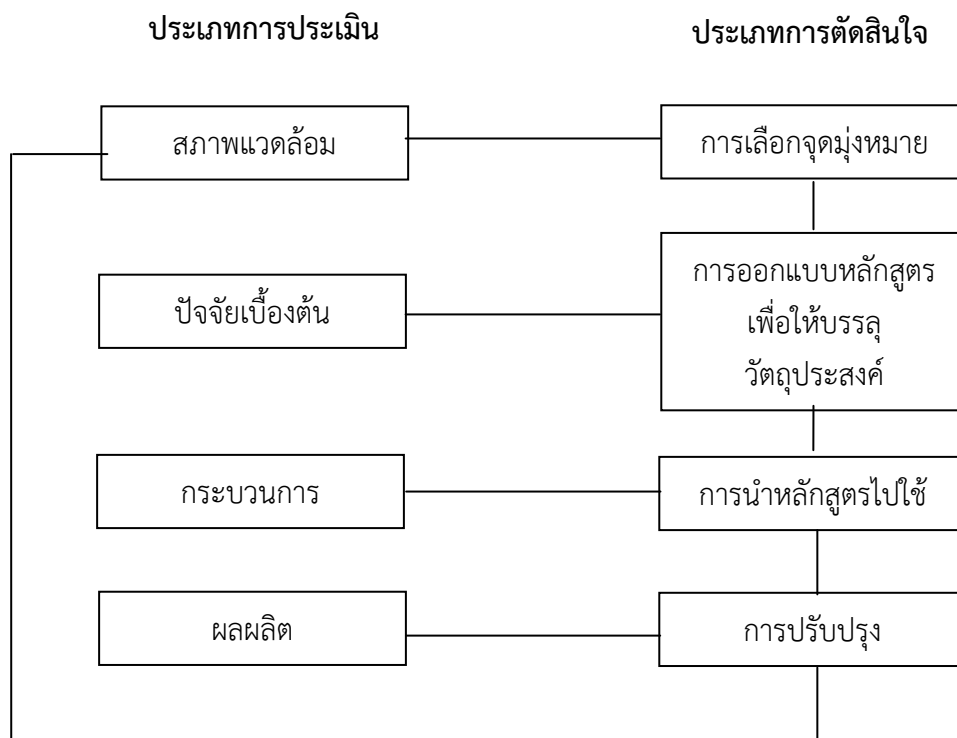 ประเภทการประเมิน
ประเภทการตัดสินใจ
สภาพแวดล้อม
การเลือกจุดมุ่งหมาย
ปัจจัยเบื้องต้น
การออกแบบหลักสูตร
เพื่อให้บรรลุ
วัตถุประสงค์
กระบวนการ
การนำหลักสูตรไปใช้
ผลผลิต
การปรับปรุง